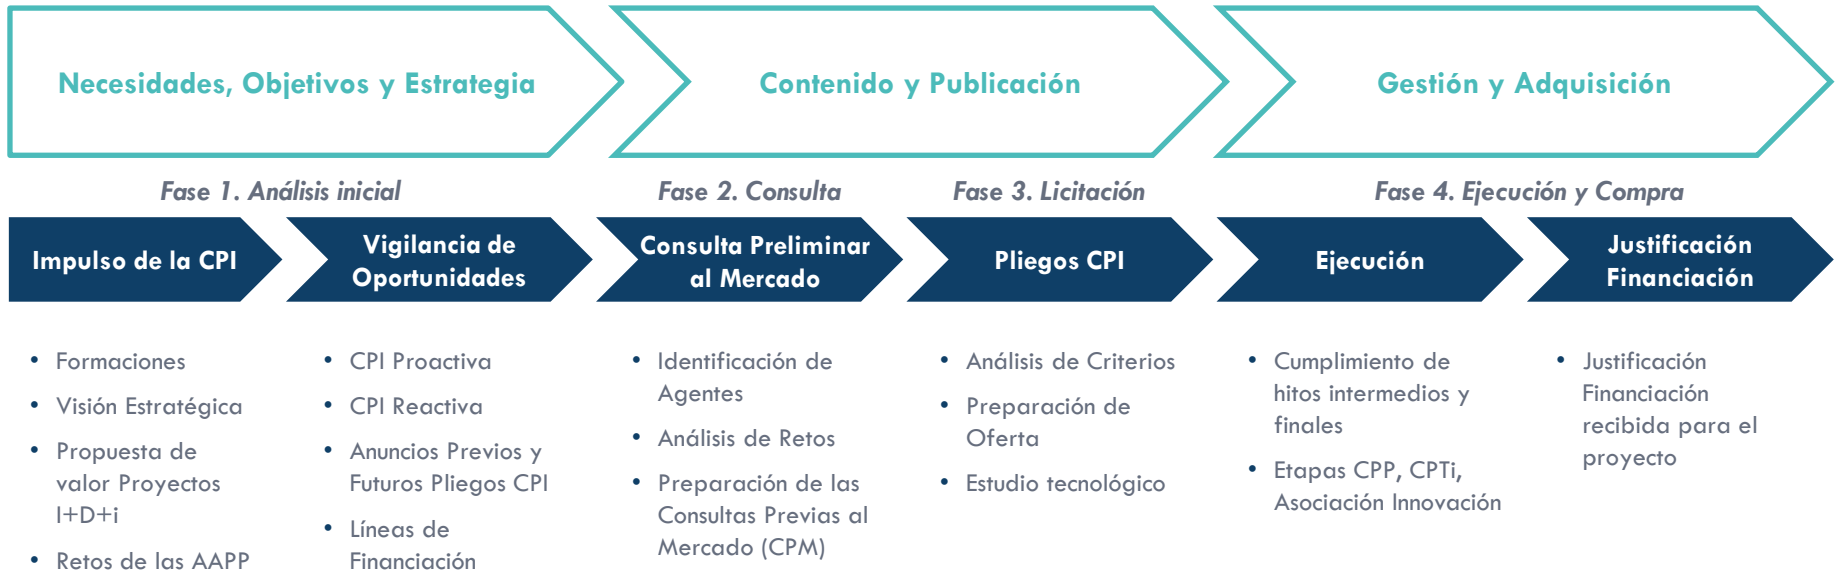 Necesidades, Objetivos y Estrategia
Contenido y Publicación
Gestión y Adquisición
Fase 1. Análisis inicial
Fase 2. Consulta
Fase 3. Licitación
Fase 4. Ejecución y Compra
Impulso de la CPI
Vigilancia de
Oportunidades
Consulta Preliminar
al Mercado
Pliegos CPI
Ejecución
Justificación
Financiación
• Formaciones
• Visión Estratégica
• Propuesta de
valor Proyectos
I+D+i
• Retos de las AAPP
• CPI Proactiva
• CPI Reactiva
• Anuncios Previos y
Futuros Pliegos CPI
• Líneas de
Financiación
• Identificación de
Agentes
• Análisis de Retos
• Preparación de las
Consultas Previas al
Mercado (CPM)
• Análisis de Criterios
• Preparación de
Oferta
• Estudio tecnológico
• Cumplimiento de
hitos intermedios y
finales
• Etapas CPP, CPTi,
Asociación Innovación
• Justificación
Financiación
recibida para el
proyecto